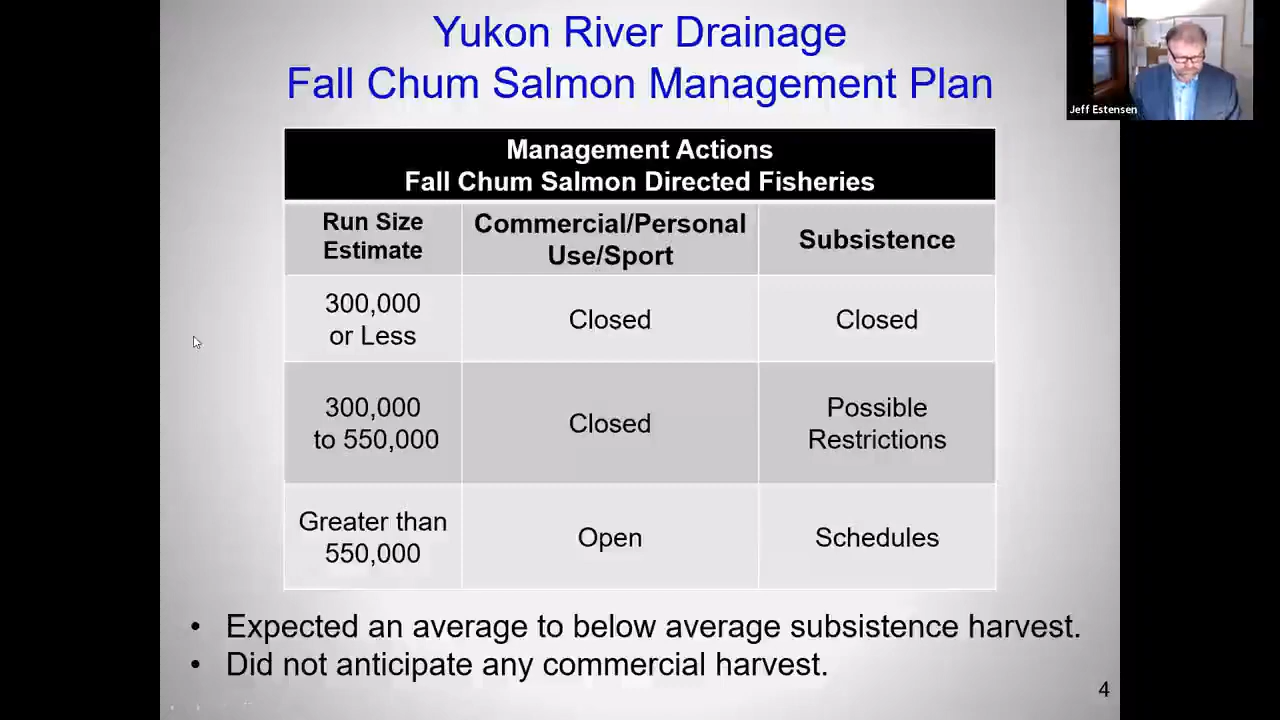 Yukon River Drainage
Fall Chum Salmon Management Plan
Jeff Estensen
Management Actions
Fall Chum Salmon Directed Fisheries
Run Size
Estimate
Commercial/Personal
Use/Sport
Subsistence
300,000
or Less
Closed
Closed
300,000
to 550,000
Closed
Possible
Restrictions
Greater than
550,000
Open
Schedules
• Expected an average to below average subsistence harvest.
• Did not anticipate any commercial harvest.
4